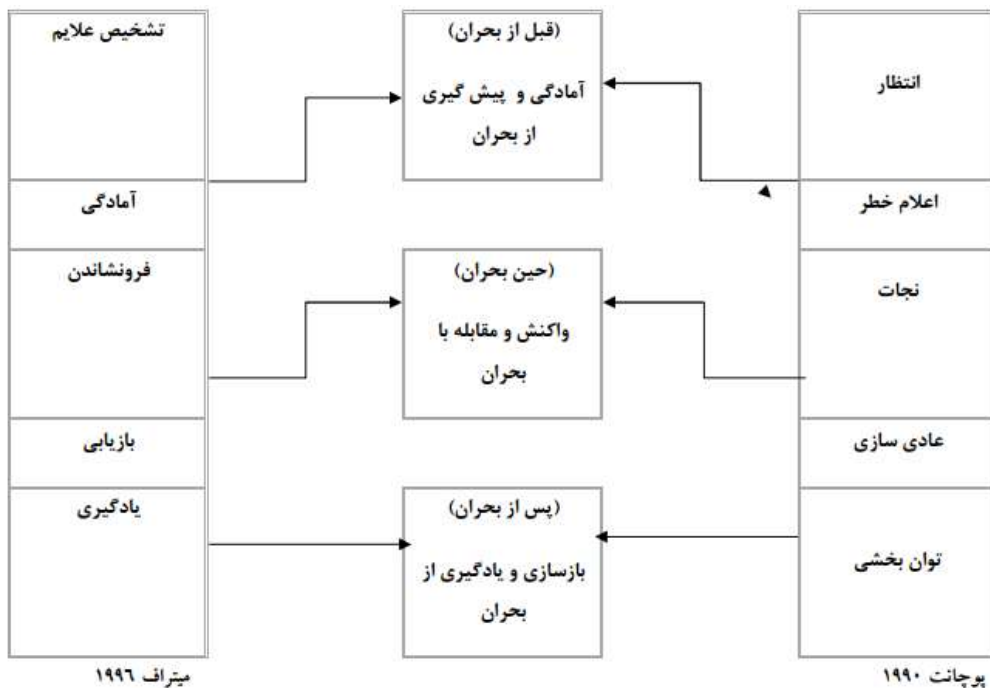 انتظار
اعلام خطر
نجات
عادی سازی
توان بخشی
پوچانت ۱۹۹۰
(قبل از بحران)
آمادگی و پیش گیری
از بحران
(حین بحران)
واکنش و مقابله با
بحران
(پس از بحران)
بازسازی و یادگیری از
بحران
تشخیص علایم
آمادگی
فرونشاندن
بازیابی
یادگیری
میتراف ۱۹۹٦